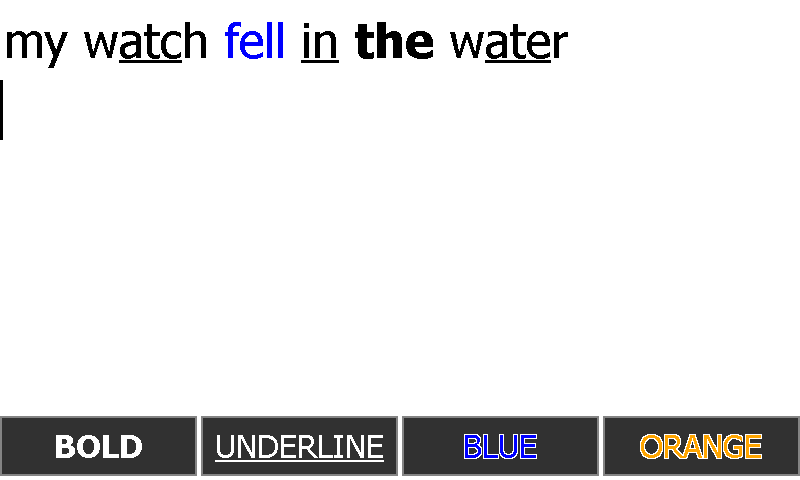 my watch fell in the water
BOLD UNDERLINE BLUE ORANGE